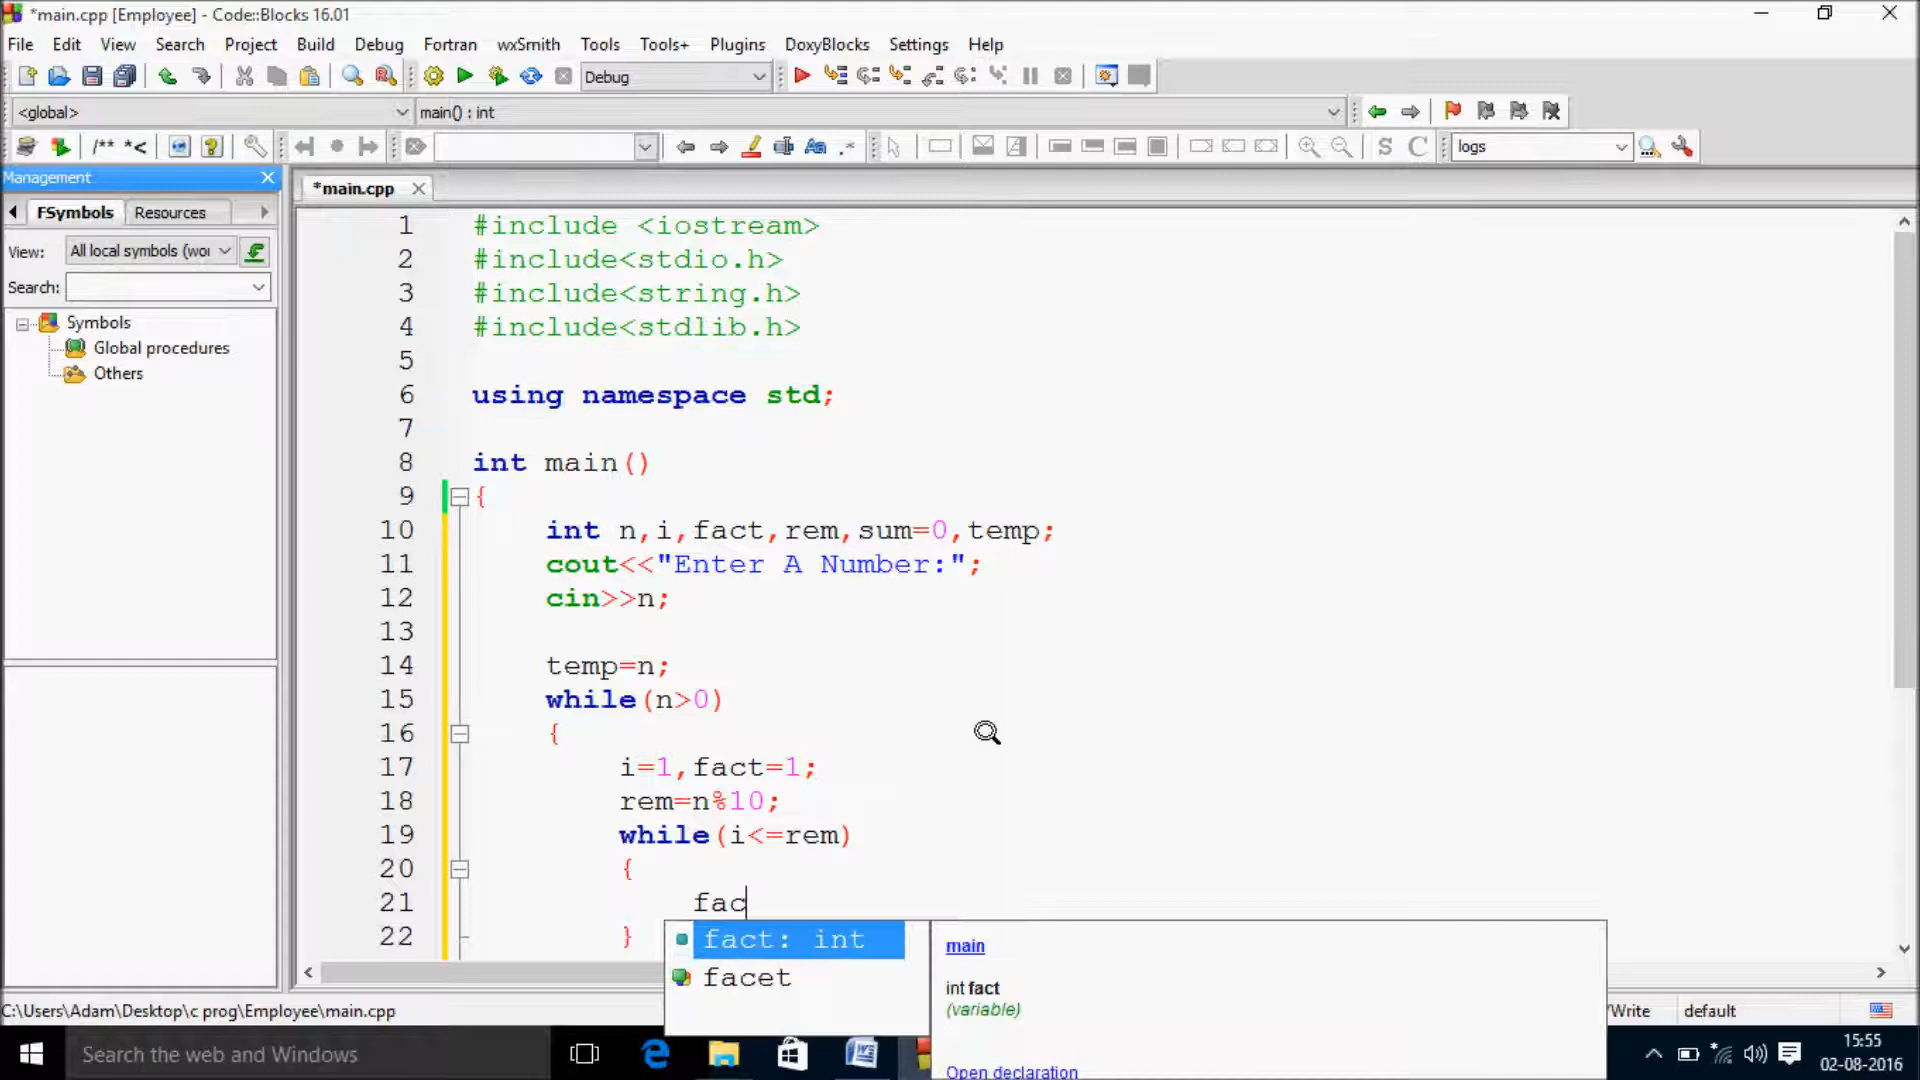 *main.cpp [Employee] - Code::Blocks 16.01
File Edit View Search Project Build Debug Fortran wxSmith Tools Tools+ Plugins DoxyBlocks Settings Help
Debug
<global> main() : int
/** *< Aa .* S C logs
Management
FSymbols Resources
*main.cpp
View: All local symbols (wor
Search:
Symbols
Global procedures
Others
1 #include <iostream>
2 #include<stdio.h>
3 #include<string.h>
4 #include<stdlib.h>
5
6 using namespace std;
7
8 int main()
9 {
10 int n,i,fact,rem,sum=0,temp;
11 cout<<"Enter A Number:";
12 cin>>n;
13
14 temp=n;
15 while(n>0)
16 {
17 i=1,fact=1;
18 rem=n%10;
19 while(i<=rem)
20 {
21 fac
22 }
fact: int
facet
main
int fact
(variable)
Open declaration
C:\Users\Adam\Desktop\c prog\Employee\main.cpp
/Write default
Search the web and Windows
15:55
02-08-2016